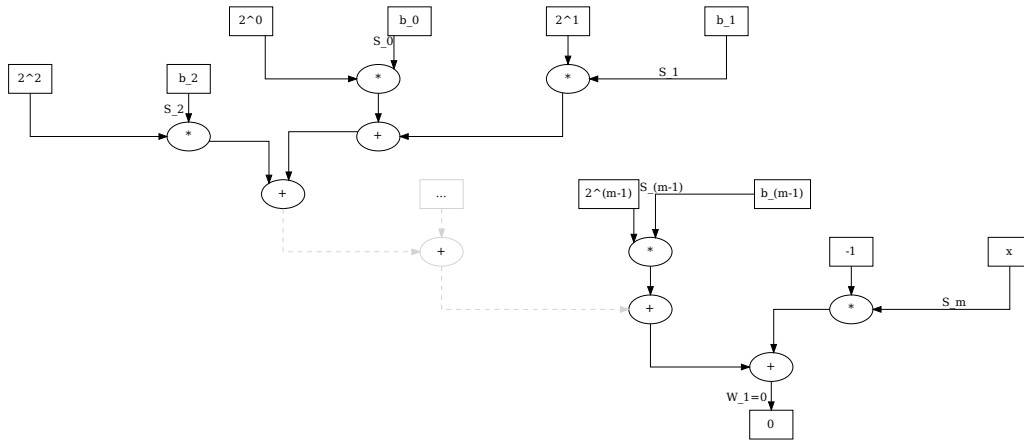 2^0
b_0
2^1
b_1
S_0
2^2
b_2
*
*
S_1
S_2
*
+
+
...
2^(m-1)
S_(m-1)
b_(m-1)
+
*
-1
x
+
*
S_m
+
W_1=0
0